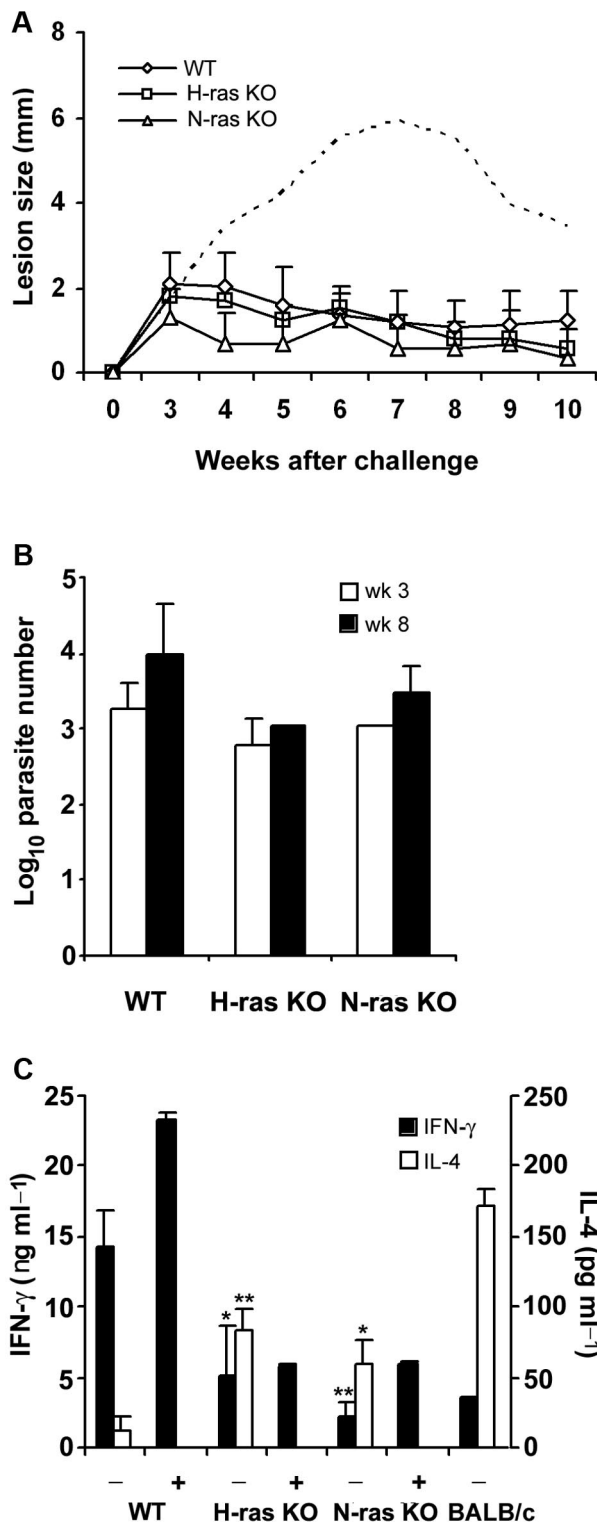 A
8
6
4
2
0
Lesion size (mm)
WT
H-ras KO
N-ras KO
0 3 4 5 6 7 8 9 10
Weeks after challenge
B
5
4
3
2
1
0
Log10 parasite number
wk 3
wk 8
WT H-ras KO N-ras KO
C
25
20
15
10
5
0
IFN-γ (ng ml−1)
IFN-γ
IL-4
250
200
150
100
50
0
IL-4 (pg ml−1)
* ** ** *
− + − + − + −
WT H-ras KO N-ras KO BALB/c